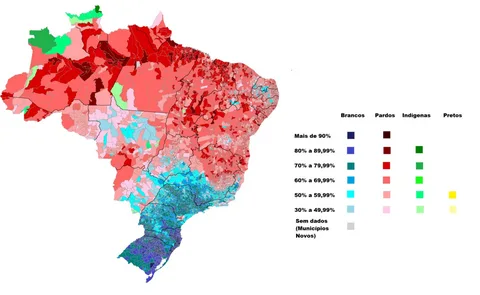 Brancos Pardos Indígenas Pretos
Mais de 90%
80% a 89,99%
70% a 79,99%
60% a 69,99%
50% a 59,99%
30% a 49,99%
Sem dados
(Municípios
Novos)